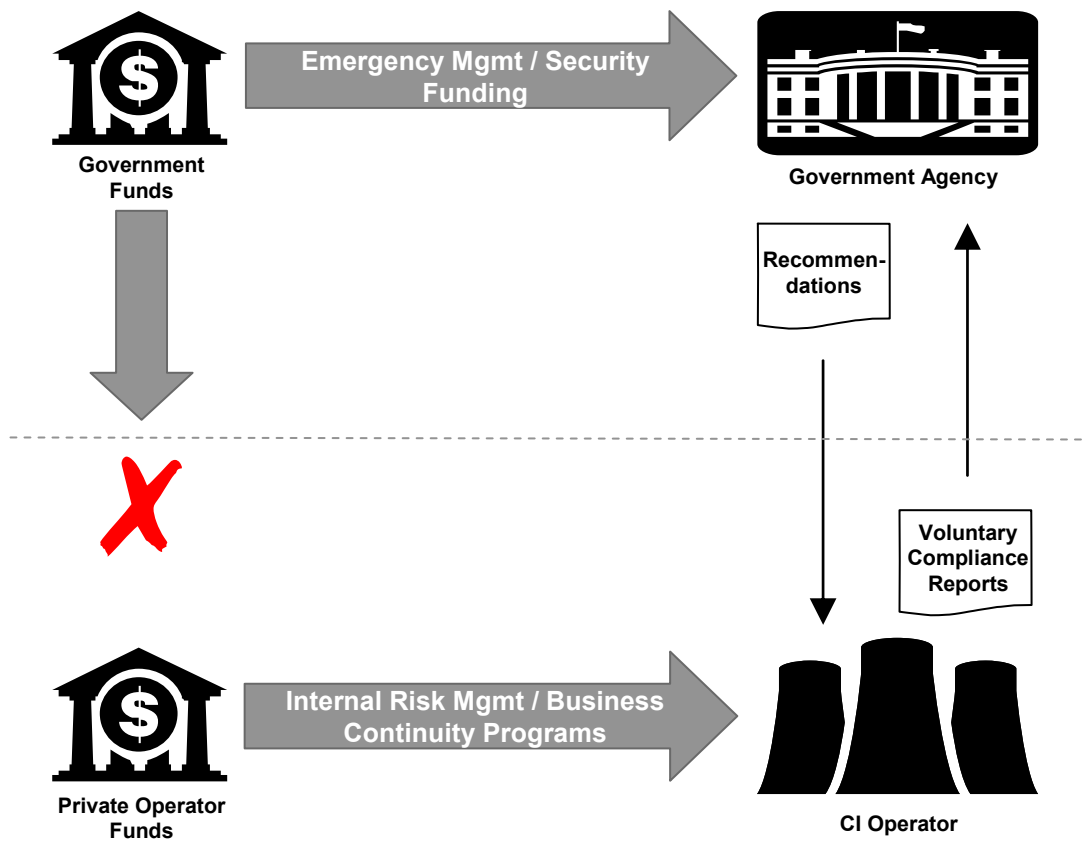 $
Emergency Mgmt / Security
Funding
Government
Funds
Government Agency
Recommen-
dations
Voluntary
Compliance
Reports
$
Internal Risk Mgmt / Business
Continuity Programs
Private Operator
Funds
CI Operator